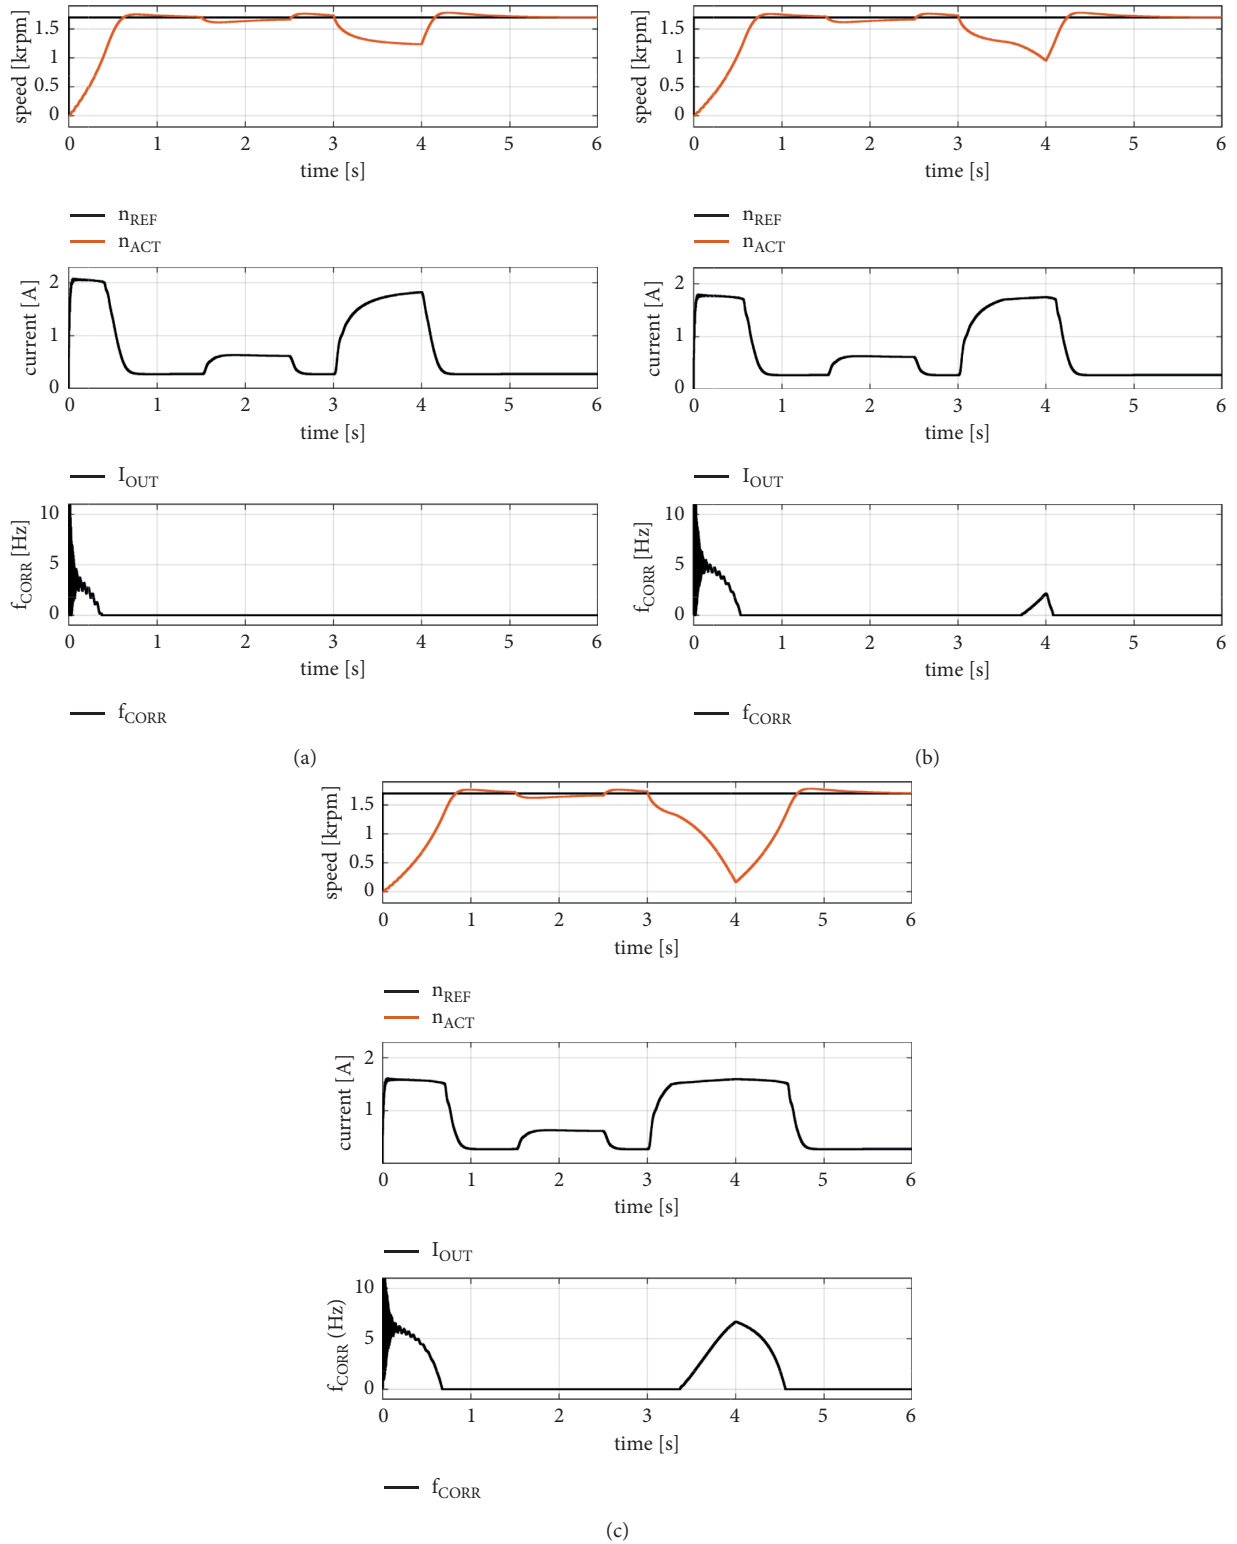 speed [krpm]
1.5
1
0.5
0
0 1 2 3 4 5 6
time [s]
n_REF
n_ACT
current [A]
2
1
0
0 1 2 3 4 5 6
time [s]
I_OUT
f_CORR [Hz]
10
5
0
0 1 2 3 4 5 6
time [s]
f_CORR
(a)
speed [krpm]
1.5
1
0.5
0
0 1 2 3 4 5 6
time [s]
n_REF
n_ACT
current [A]
2
1
0
0 1 2 3 4 5 6
time [s]
I_OUT
f_CORR [Hz]
10
5
0
0 1 2 3 4 5 6
time [s]
f_CORR
(b)
speed [krpm]
1.5
1
0.5
0
0 1 2 3 4 5 6
time [s]
n_REF
n_ACT
current [A]
2
1
0 1 2 3 4 5 6
time [s]
I_OUT
f_CORR (Hz)
10
5
0
0 1 2 3 4 5 6
time [s]
f_CORR
(c)